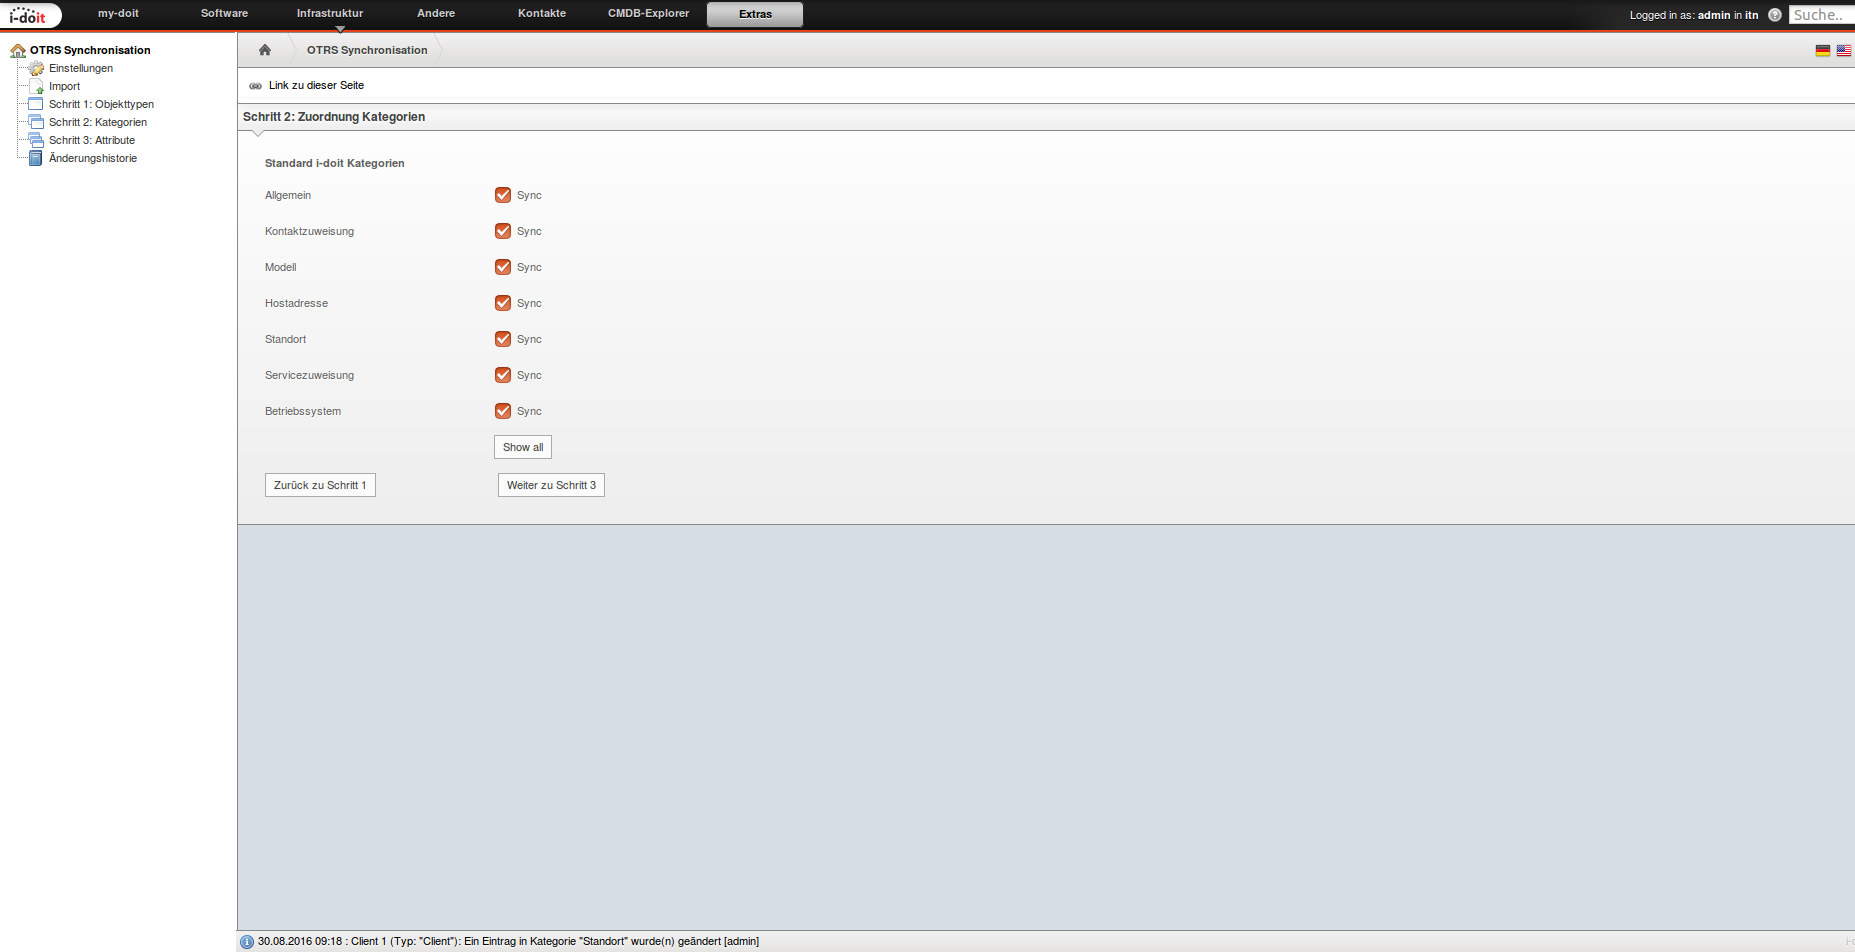 i-doit
my-doit Software Infrastruktur Andere Kontakte CMDB-Explorer Extras Logged in as: admin in itn Suche..
OTRS Synchronisation
Einstellungen
Import
Schritt 1: Objekttypen
Schritt 2: Kategorien
Schritt 3: Attribute
Änderungshistorie
OTRS Synchronisation
Link zu dieser Seite
Schritt 2: Zuordnung Kategorien
Standard i-doit Kategorien
Allgemein Sync
Kontaktzuweisung Sync
Modell Sync
Hostadresse Sync
Standort Sync
Servicezuweisung Sync
Betriebssystem Sync
Show all
Zurück zu Schritt 1 Weiter zu Schritt 3
30.08.2016 09:18 : Client 1 (Typ: "Client"): Ein Eintrag in Kategorie "Standort" wurde(n) geändert [admin]